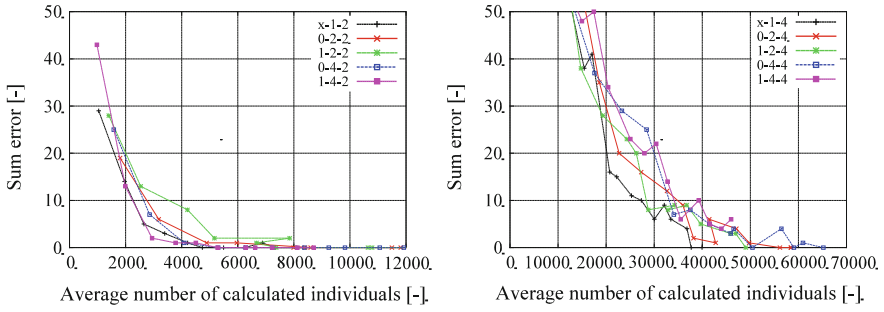 50
40
30
20
10
0
Sum error [-]
x-1-2
0-2-2
1-2-2
0-4-2
1-4-2
0 2000 4000 6000 8000 10000 12000
Average number of calculated individuals [-]
50
40
30
20
10
0
Sum error [-]
x-1-4
0-2-4
1-2-4
0-4-4
1-4-4
0 10000 20000 30000 40000 50000 60000 70000
Average number of calculated individuals [-]